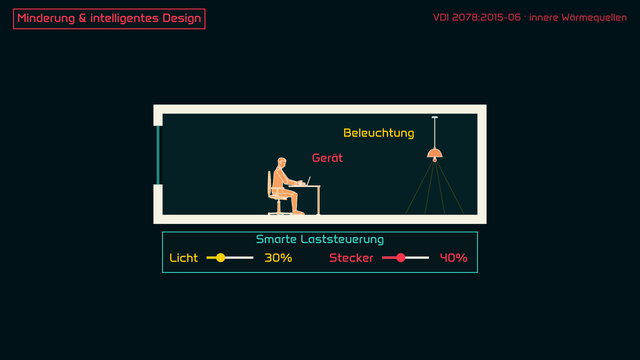 Minderung & intelligentes Design
VDI 2078:2015-06 · innere Wärmequellen
Beleuchtung
Gerät
Smarte Laststeuerung
Licht 30% Stecker 40%